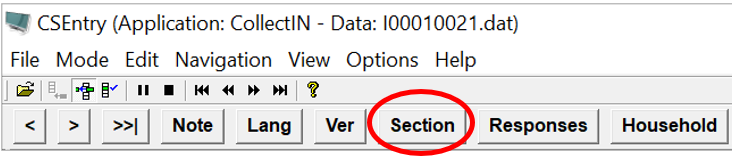 CSEntry (Application: CollectIN - Data: I00010021.dat)
File Mode Edit Navigation View Options Help
< > >>| Note Lang Ver Section Responses Household